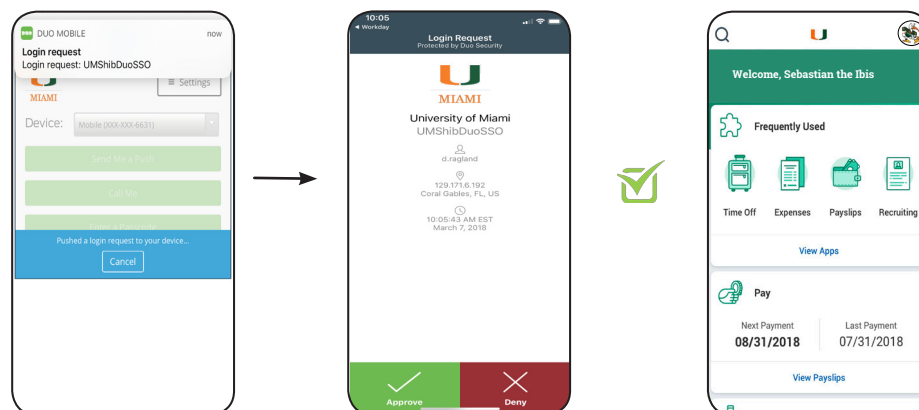 DUO MOBILE
now
Login request
Login request: UMShibDuoSSO
MIAMI
Settings
Device:
Mobile (XXX-XXX-6631)
Send Me a Push
Call Me
Enter a Passcode
Pushed a login request to your device...
Cancel
10:05
Workday
Login Request
Protected by Duo Security
MIAMI
University of Miami
UMShibDuoSSO
d.ragland
129.171.6.192
Coral Gables, FL, US
10:05:43 AM EST
March 7, 2018
Approve
Deny
Welcome, Sebastian the Ibis
Frequently Used
Time Off
Expenses
Payslips
Recruiting
View Apps
Pay
Next Payment
08/31/2018
Last Payment
07/31/2018
View Payslips